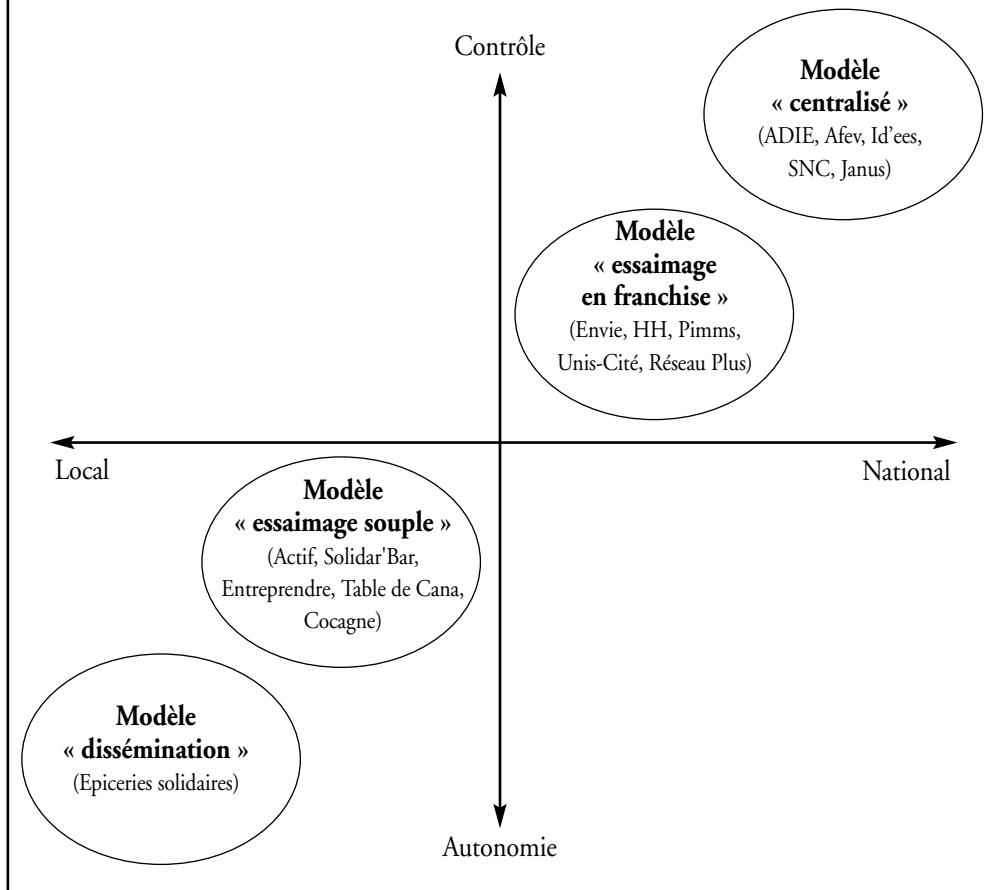 Contrôle
Modèle
« centralisé »
(ADIE, Afev, Id’ees,
SNC, Janus)
Modèle
« essaimage
en franchise »
(Envie, HH, Pimms,
Unis-Cité, Réseau Plus)
Local
National
Modèle
« essaimage souple »
(Actif, Solidar'Bar,
Entreprendre, Table de Cana,
Cocagne)
Modèle
« dissémination »
(Epiceries solidaires)
Autonomie